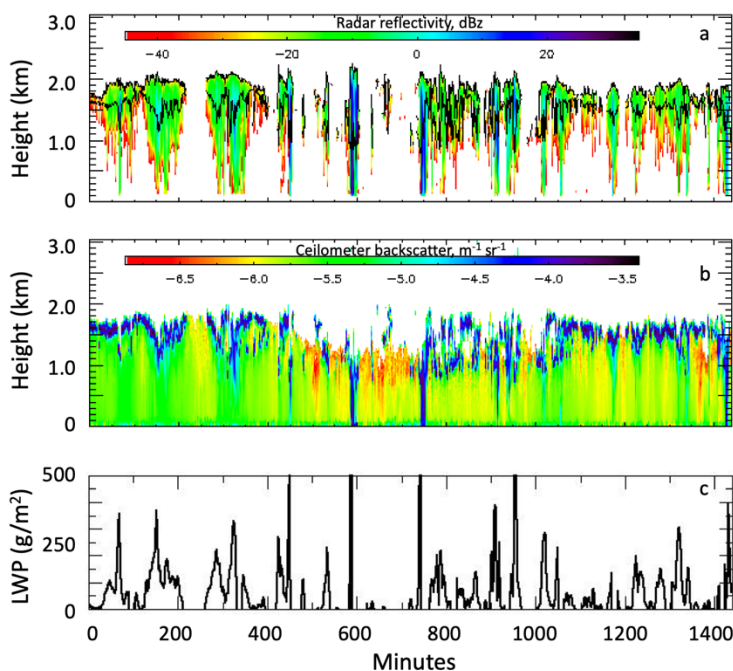 Radar reflectivity, dBz
a
−40 −20 0 20
3.0
2.0
1.0
0
Height (km)
Ceilometer backscatter, m⁻¹ sr⁻¹
b
−6.5 −6.0 −5.5 −5.0 −4.5 −4.0 −3.5
3.0
2.0
1.0
0
Height (km)
c
500
250
0
LWP (g/m²)
0 200 400 600 800 1000 1200 1400
Minutes